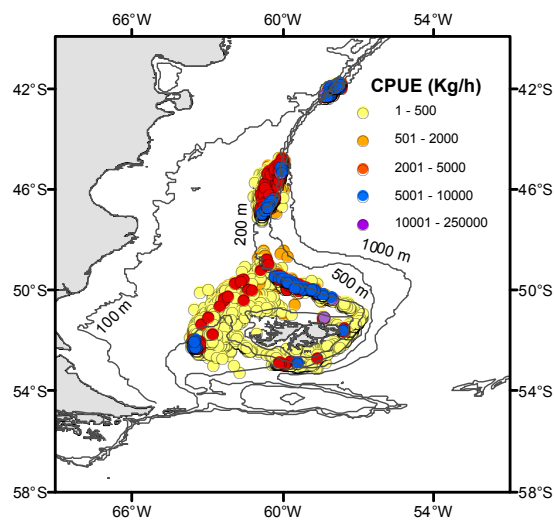 66°W 60°W 54°W
42°S 42°S
CPUE (Kg/h)
1 - 500
501 - 2000
2001 - 5000
5001 - 10000
10001 - 250000
46°S 46°S
200 m
1000 m
500 m
50°S 50°S
100 m
54°S 54°S
58°S 58°S
66°W 60°W 54°W